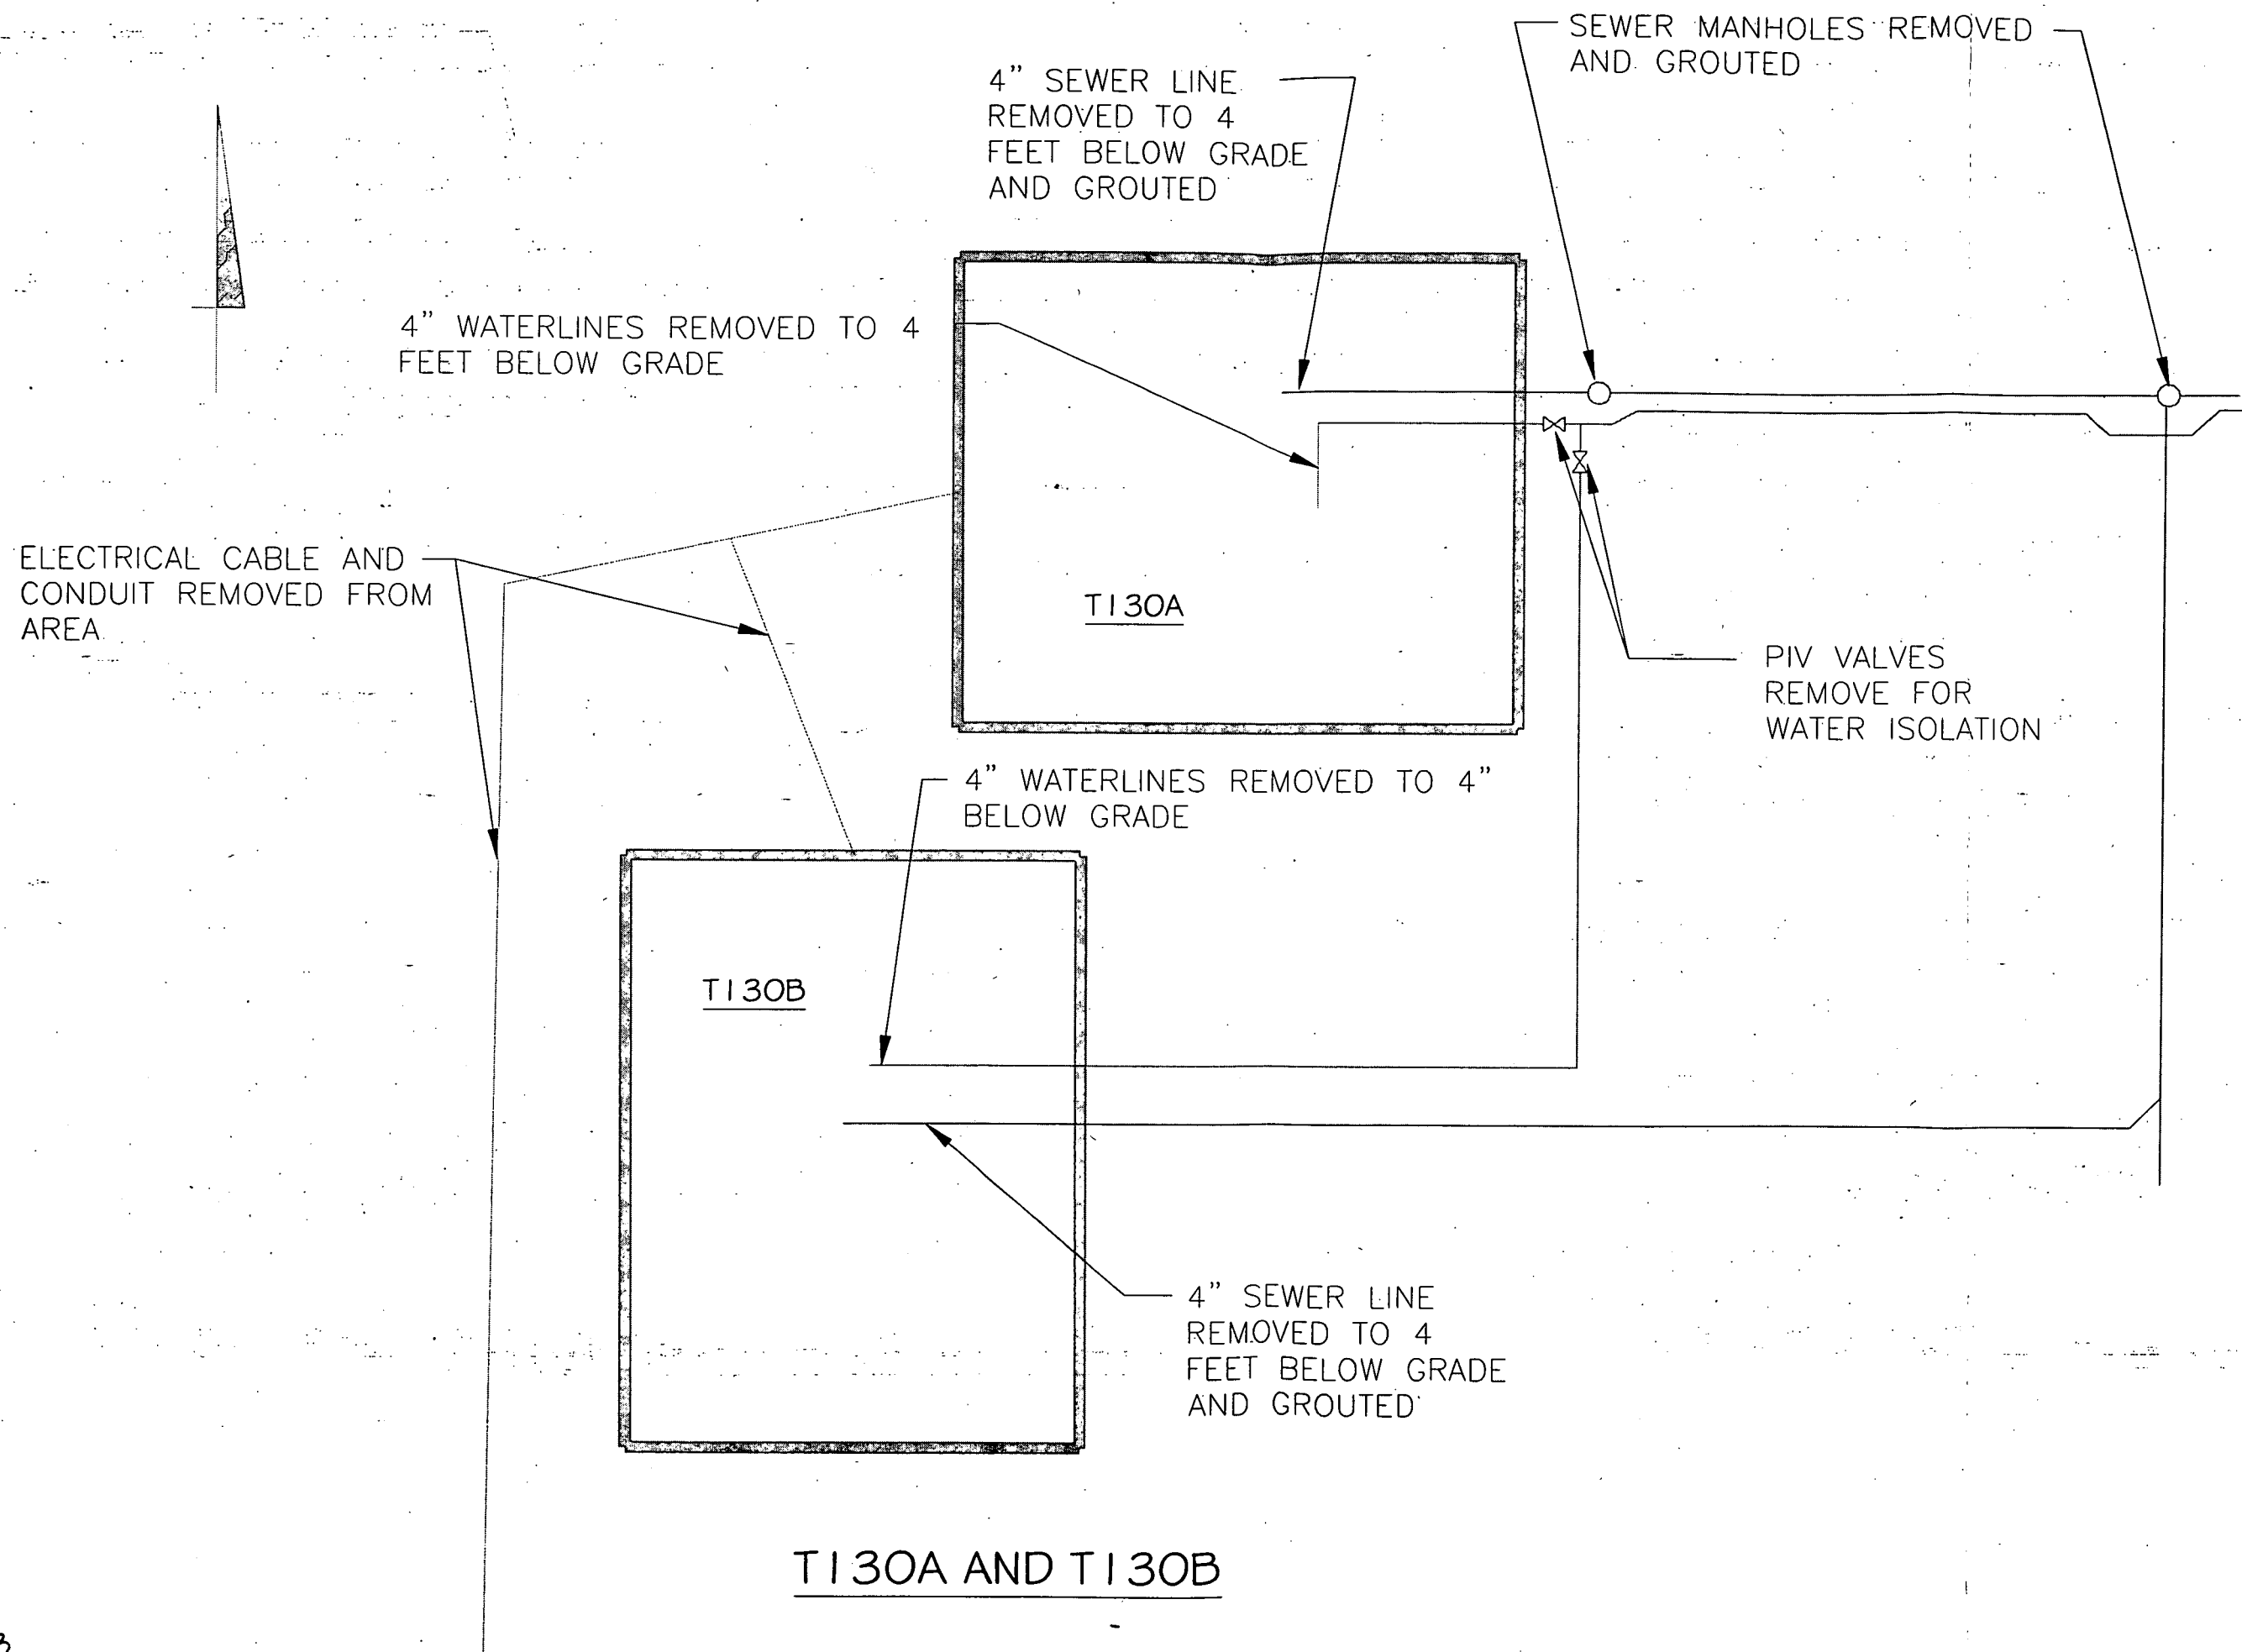 SEWER MANHOLES REMOVED
AND GROUTED
4" SEWER LINE
REMOVED TO 4
FEET BELOW GRADE
AND GROUTED
4" WATERLINES REMOVED TO 4
FEET BELOW GRADE
ELECTRICAL CABLE AND
CONDUIT REMOVED FROM
AREA
T130A
PIV VALVES
REMOVE FOR
WATER ISOLATION
4" WATERLINES REMOVED TO 4"
BELOW GRADE
T130B
4" SEWER LINE
REMOVED TO 4
FEET BELOW GRADE
AND GROUTED
T130A AND T130B